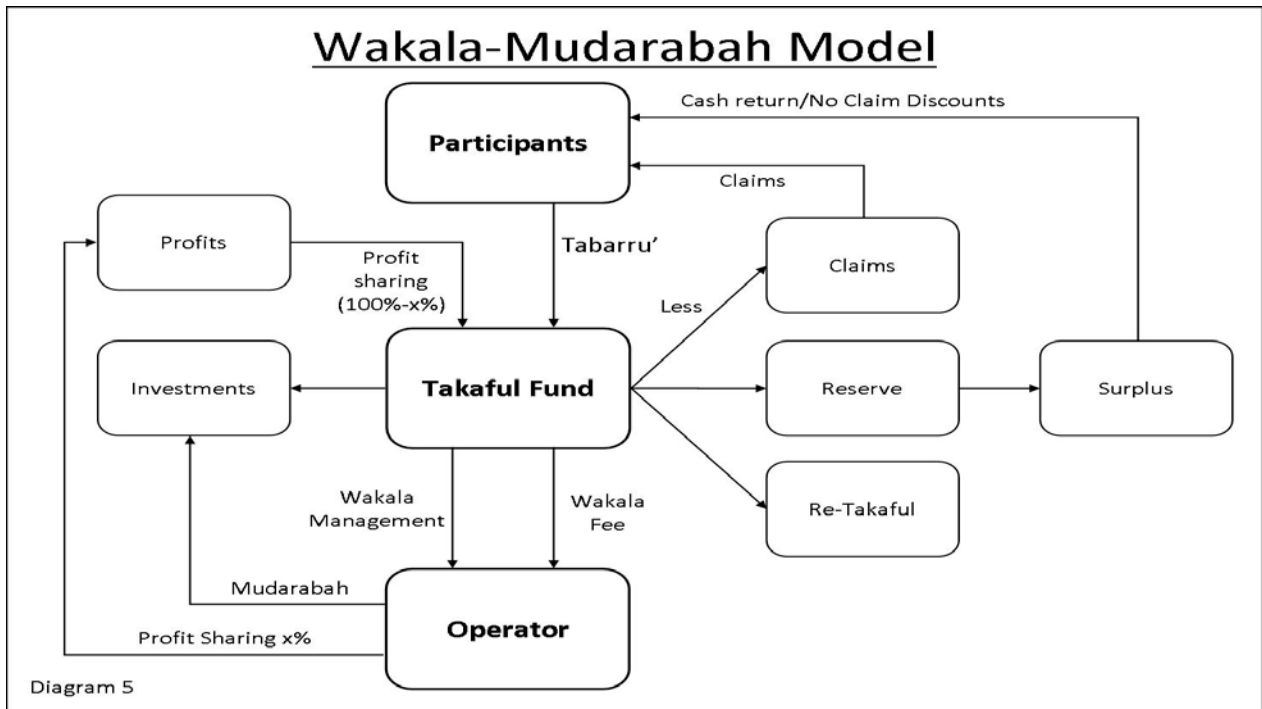 Wakala-Mudarabah Model
Cash return/No Claim Discounts
Participants
Claims
Profits
Tabarru’
Claims
Profit
sharing
(100%-x%)
Less
Investments
Takaful Fund
Reserve
Surplus
Wakala
Management
Wakala
Fee
Re-Takaful
Mudarabah
Operator
Profit Sharing x%
Diagram 5